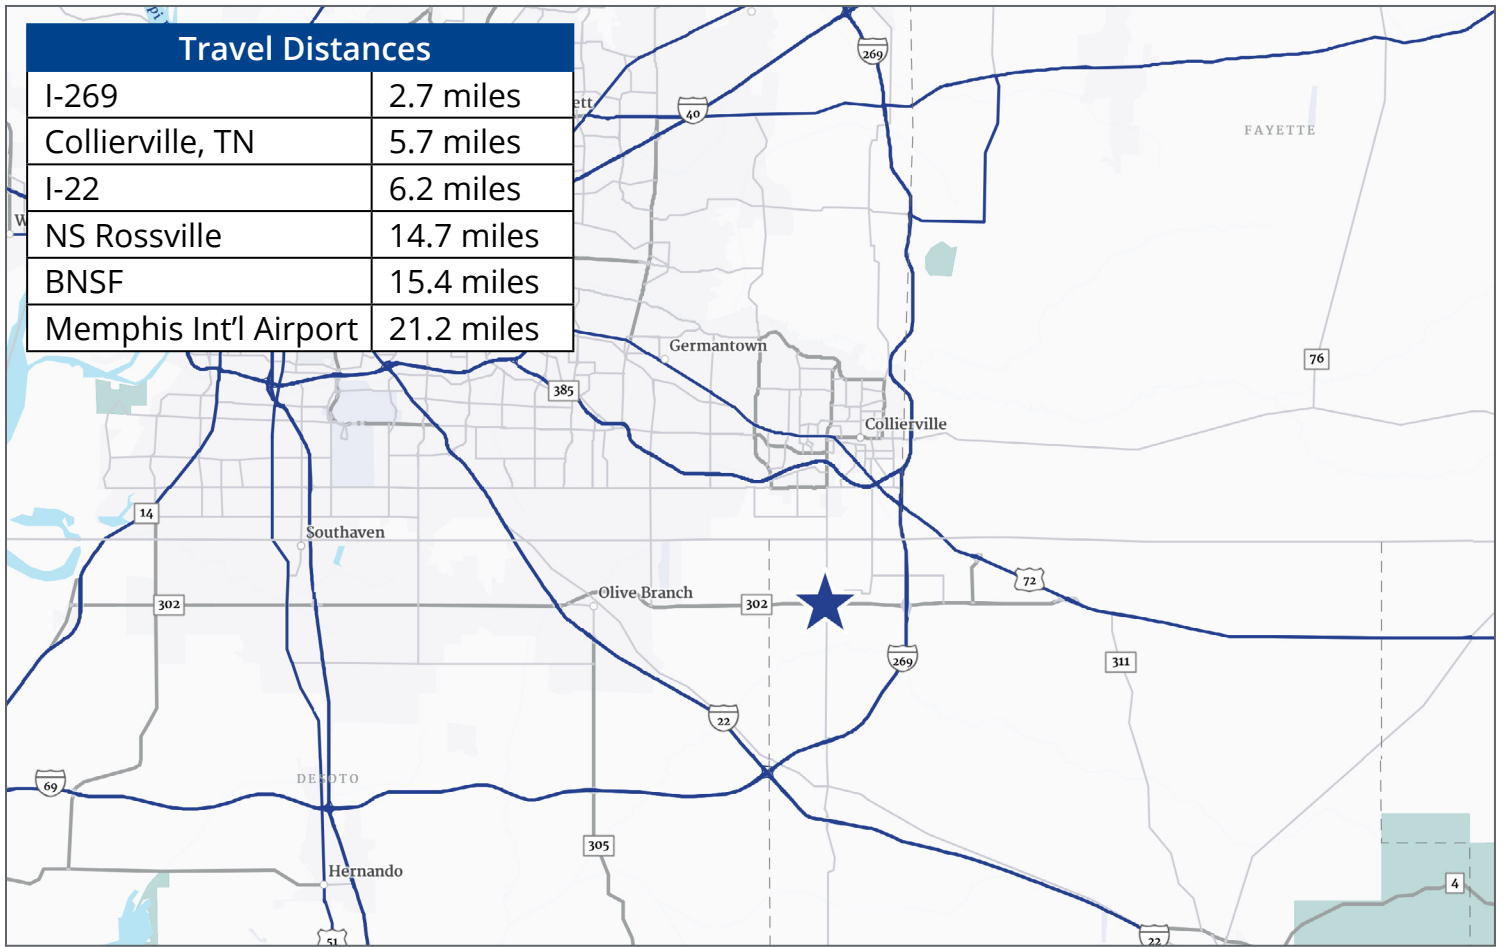 pi
Travel Distances
I-269 2.7 miles
Collierville, TN 5.7 miles
I-22 6.2 miles
NS Rossville 14.7 miles
BNSF 15.4 miles
Memphis Int’l Airport 21.2 miles
269
ett
40
FAYETTE
W
Germantown
76
385
Collierville
14
Southaven
72
Olive Branch
302
302
269
311
22
DESOTO
69
305
Hernando
4
51
22